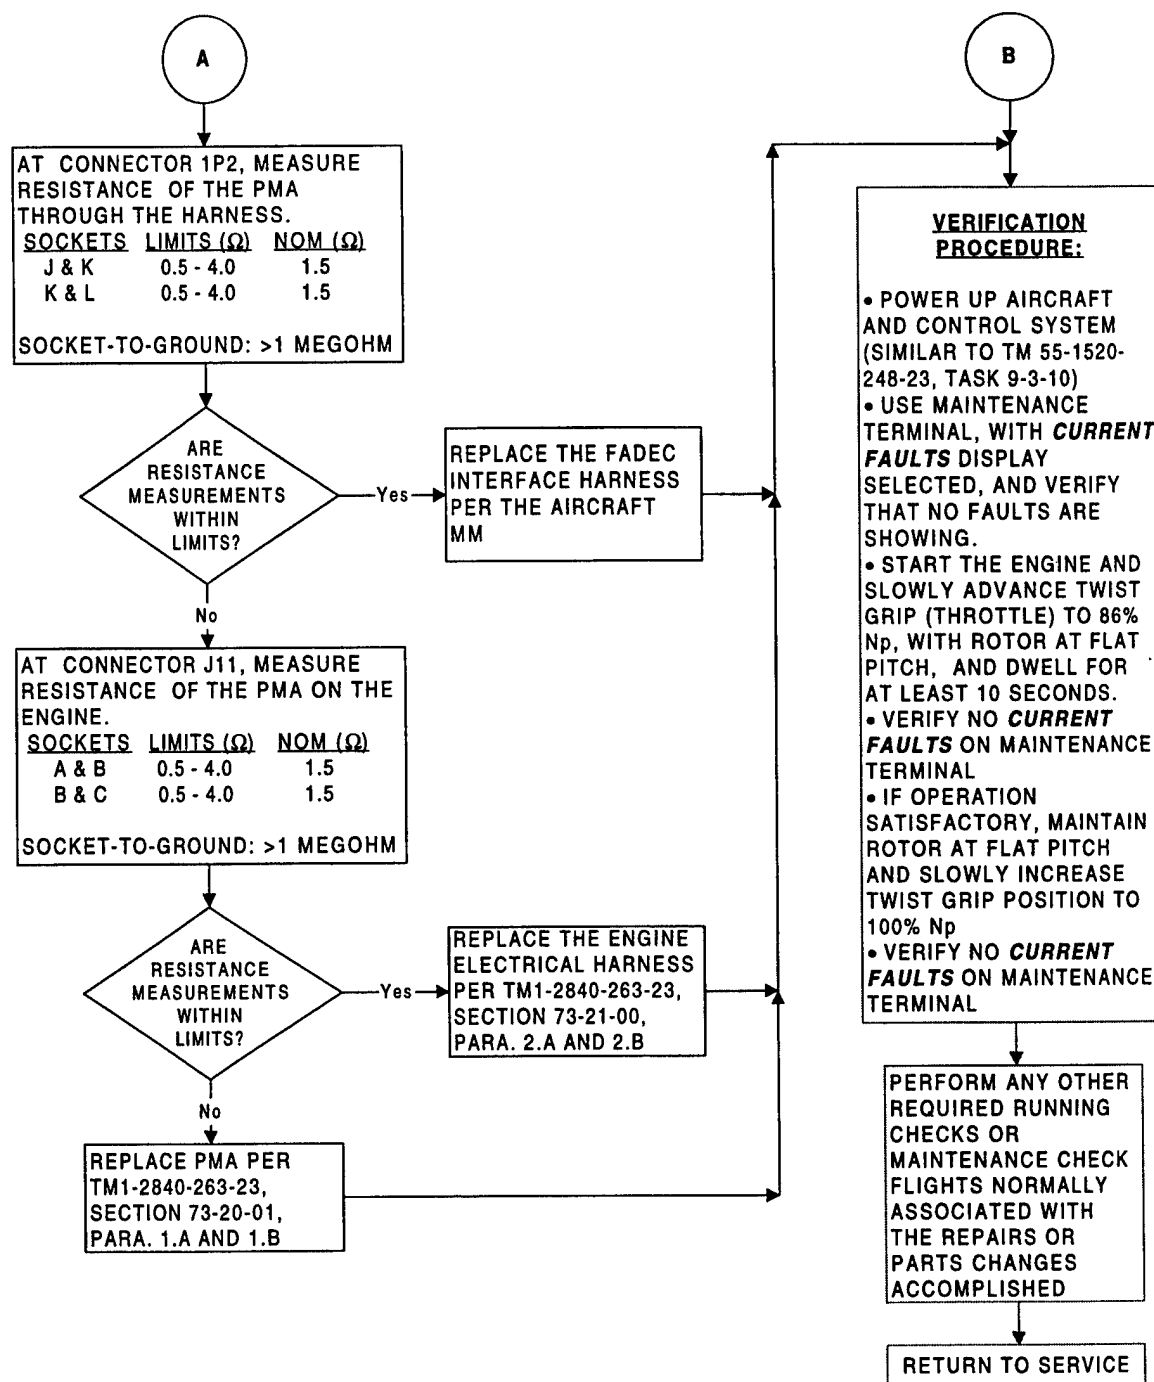 A
AT CONNECTOR 1P2, MEASURE
RESISTANCE OF THE PMA
THROUGH THE HARNESS.
SOCKETS LIMITS (Ω) NOM (Ω)
J & K 0.5 - 4.0 1.5
K & L 0.5 - 4.0 1.5
SOCKET-TO-GROUND: >1 MEGOHM
ARE
RESISTANCE
MEASUREMENTS
WITHIN
LIMITS?
Yes
REPLACE THE FADEC
INTERFACE HARNESS
PER THE AIRCRAFT
MM
No
AT CONNECTOR J11, MEASURE
RESISTANCE OF THE PMA ON THE
ENGINE.
SOCKETS LIMITS (Ω) NOM (Ω)
A & B 0.5 - 4.0 1.5
B & C 0.5 - 4.0 1.5
SOCKET-TO-GROUND: >1 MEGOHM
ARE
RESISTANCE
MEASUREMENTS
WITHIN
LIMITS?
Yes
REPLACE THE ENGINE
ELECTRICAL HARNESS
PER TM1-2840-263-23,
SECTION 73-21-00,
PARA. 2.A AND 2.B
No
REPLACE PMA PER
TM1-2840-263-23,
SECTION 73-20-01,
PARA. 1.A AND 1.B
B
VERIFICATION
PROCEDURE:
• POWER UP AIRCRAFT
AND CONTROL SYSTEM
(SIMILAR TO TM 55-1520-
248-23, TASK 9-3-10)
• USE MAINTENANCE
TERMINAL, WITH CURRENT
FAULTS DISPLAY
SELECTED, AND VERIFY
THAT NO FAULTS ARE
SHOWING.
• START THE ENGINE AND
SLOWLY ADVANCE TWIST
GRIP (THROTTLE) TO 86%
Np, WITH ROTOR AT FLAT
PITCH, AND DWELL FOR
AT LEAST 10 SECONDS.
• VERIFY NO CURRENT
FAULTS ON MAINTENANCE
TERMINAL
• IF OPERATION
SATISFACTORY, MAINTAIN
ROTOR AT FLAT PITCH
AND SLOWLY INCREASE
TWIST GRIP POSITION TO
100% Np
• VERIFY NO CURRENT
FAULTS ON MAINTENANCE
TERMINAL
PERFORM ANY OTHER
REQUIRED RUNNING
CHECKS OR
MAINTENANCE CHECK
FLIGHTS NORMALLY
ASSOCIATED WITH
THE REPAIRS OR
PARTS CHANGES
ACCOMPLISHED
RETURN TO SERVICE